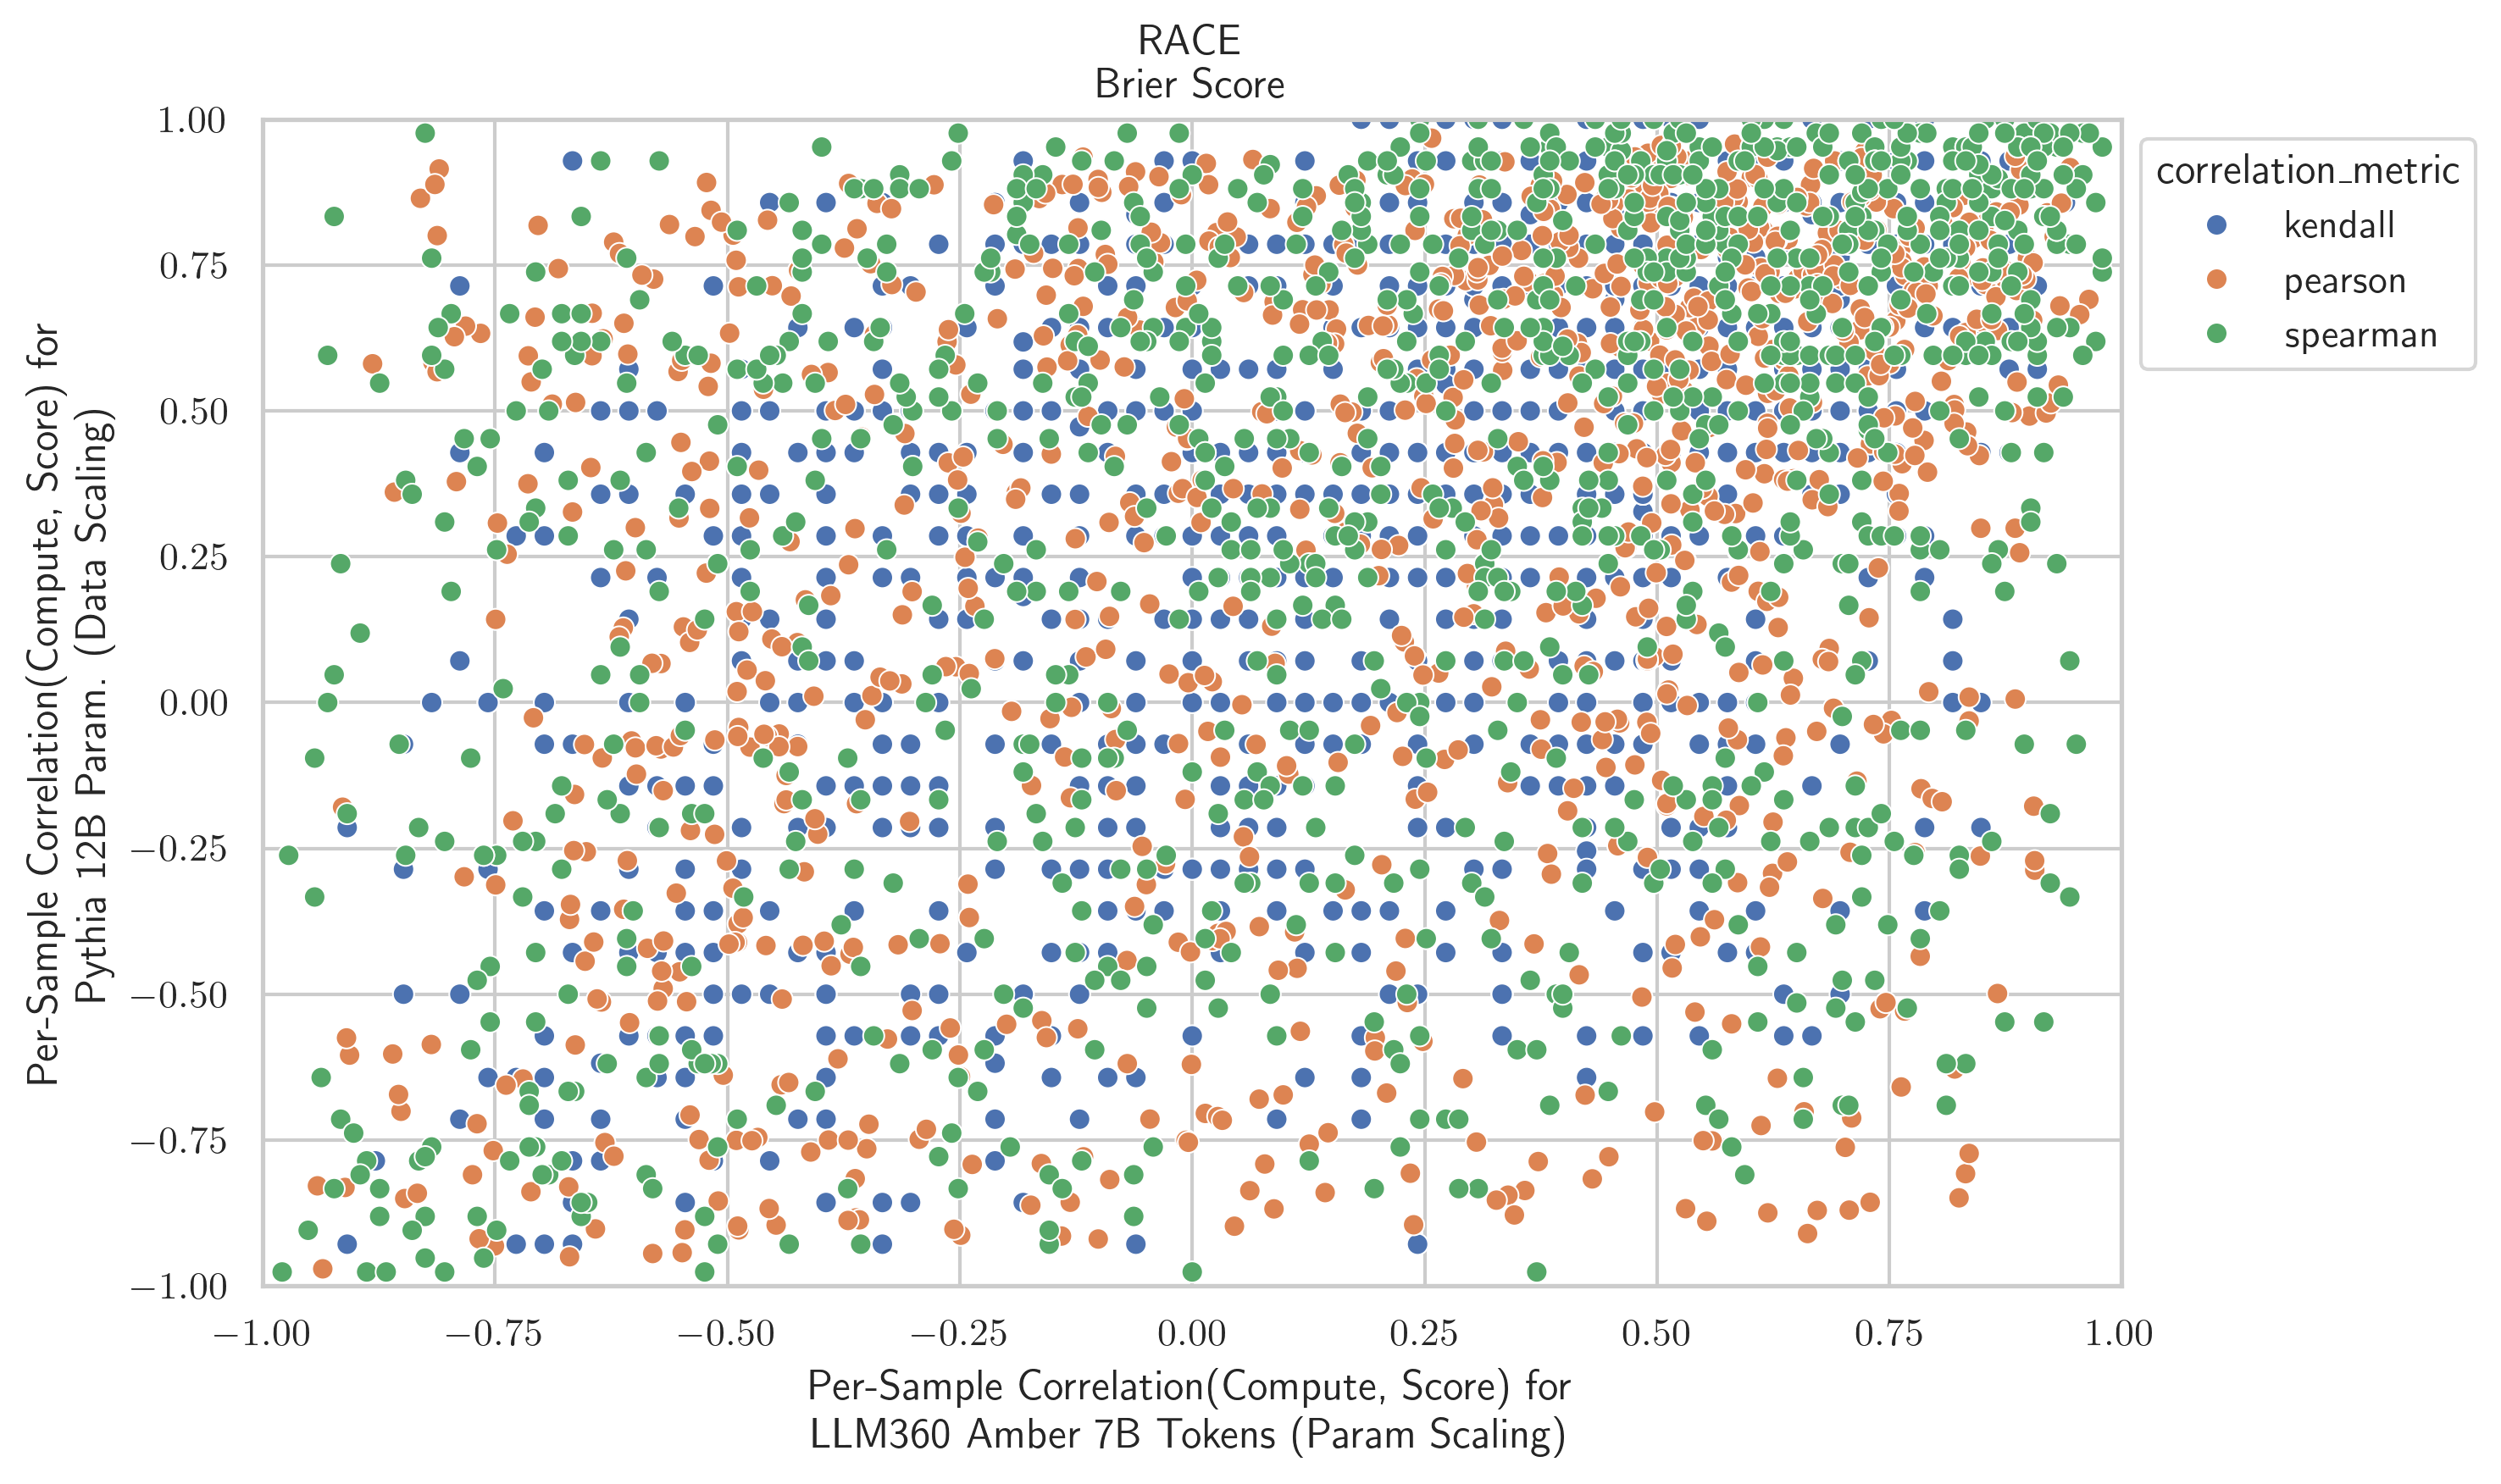 RACE
Brier Score
Per-Sample Correlation(Compute, Score) for
Pythia 12B Param. (Data Scaling)
1.00
0.75
0.50
0.25
0.00
−0.25
−0.50
−0.75
−1.00
−1.00 −0.75 −0.50 −0.25 0.00 0.25 0.50 0.75 1.00
Per-Sample Correlation(Compute, Score) for
LLM360 Amber 7B Tokens (Param Scaling)
correlation_metric
kendall
pearson
spearman